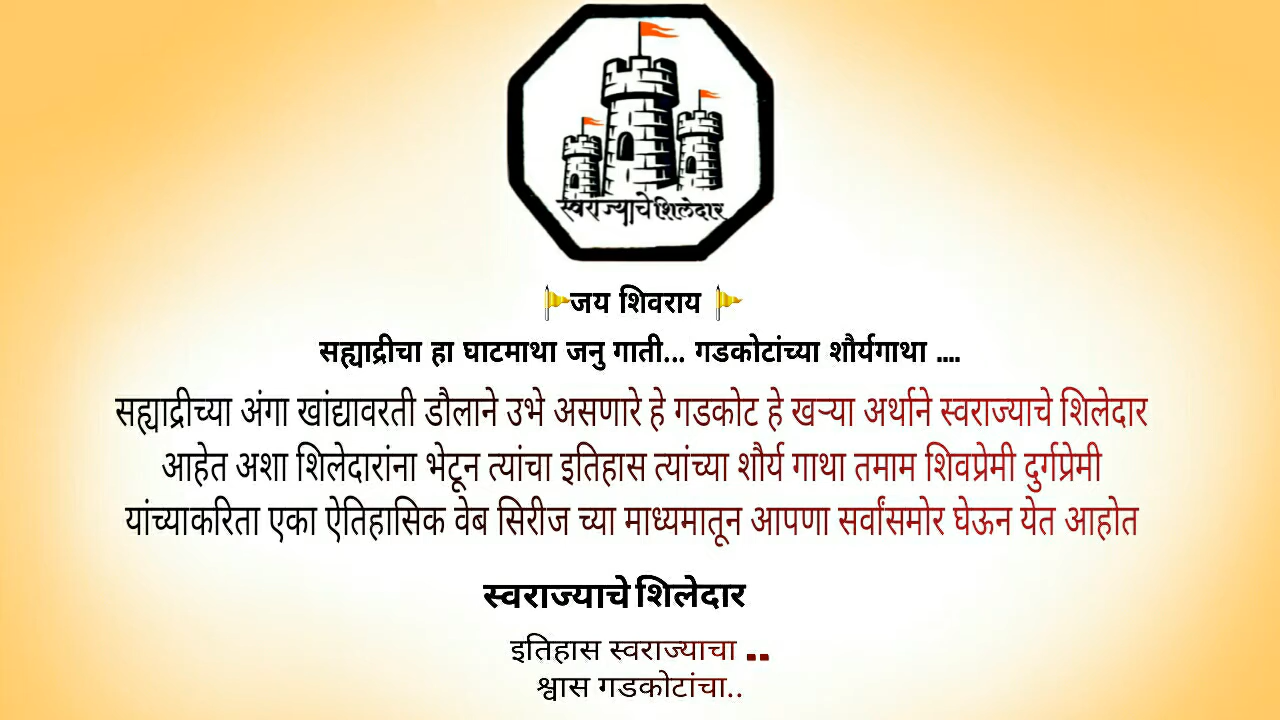 स्वराज्याचे शिलेदार
जय शिवराय
सह्याद्रीचा हा घाटमाथा जनु गाती... गडकोटांच्या शौर्यगाथा ....
सह्याद्रीच्या अंगा खांद्यावरती डौलाने उभे असणारे हे गडकोट हे खऱ्या अर्थाने स्वराज्याचे शिलेदार
आहेत अशा शिलेदारांना भेटून त्यांचा इतिहास त्यांच्या शौर्य गाथा तमाम शिवप्रेमी दुर्गप्रेमी
यांच्याकरिता एका ऐतिहासिक वेब सिरीज च्या माध्यमातून आपणा सर्वांसमोर घेऊन येत आहोत
स्वराज्याचे शिलेदार
इतिहास स्वराज्याचा ..
श्वास गडकोटांचा..